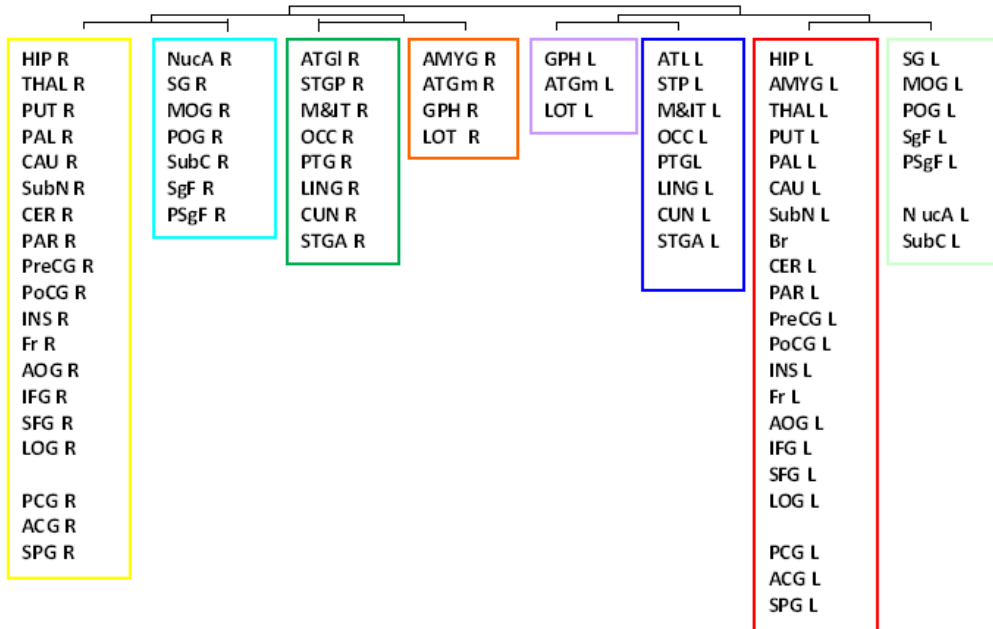 HIP R
THAL R
PUT R
PAL R
CAU R
SubN R
CER R
PAR R
PreCG R
PoCG R
INS R
Fr R
AOG R
IFG R
SFG R
LOG R
PCG R
ACG R
SPG R
NucA R
SG R
MOG R
POG R
SubC R
SgF R
PSgF R
ATGl R
STGP R
M&IT R
OCC R
PTG R
LING R
CUN R
STGA R
AMYG R
ATGm R
GPH R
LOT R
GPH L
ATGm L
LOT L
ATL L
STP L
M&IT L
OCC L
PTGL
LING L
CUN L
STGA L
HIP L
AMYG L
THAL L
PUT L
PAL L
CAU L
SubN L
Br
CER L
PAR L
PreCG L
PoCG L
INS L
Fr L
AOG L
IFG L
SFG L
LOG L
PCG L
ACG L
SPG L
SG L
MOG L
POG L
SgF L
PSgF L
N ucA L
SubC L